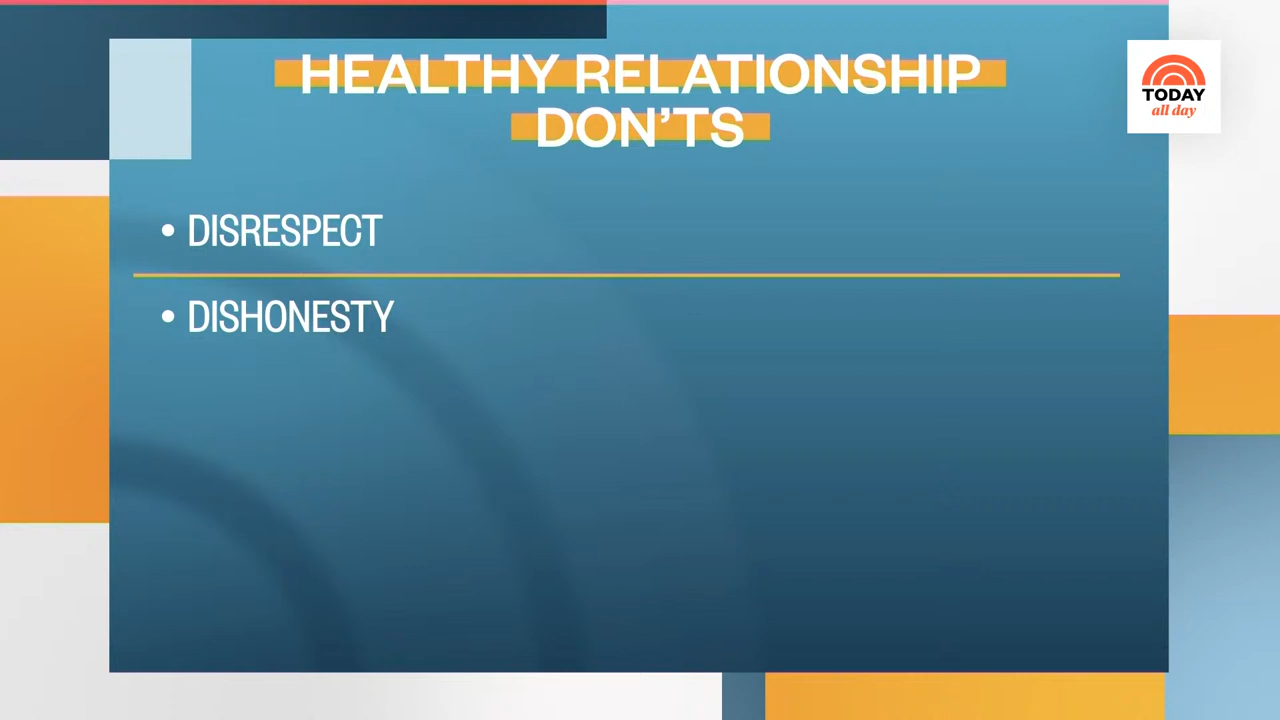 HEALTHY RELATIONSHIP
DON'TS
TODAY
all day
• DISRESPECT
• DISHONESTY